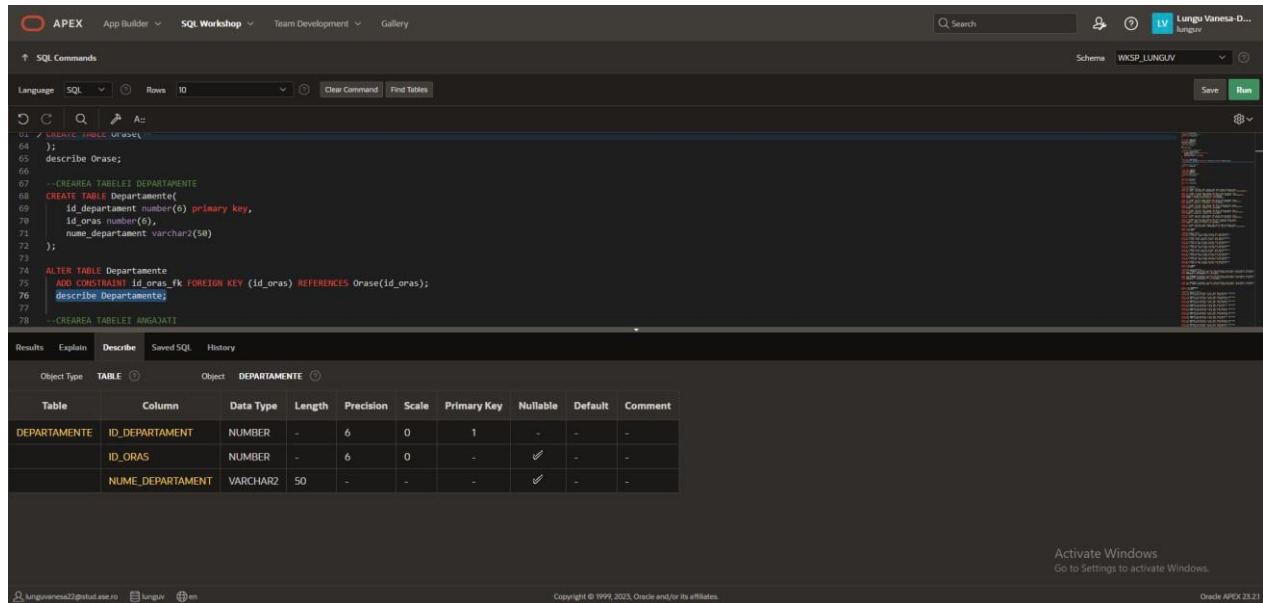 APEX App Builder SQL Workshop Team Development Gallery Search LV Lungu Vanesa-D...
lunguv
↑ SQL Commands Schema WKSP_LUNGUV
Language SQL Rows 10 Clear Command Find Tables Save Run
61 CREATE TABLE Orase(
64 );
65 describe Orase;
66
67 --CREAREA TABELEI DEPARTAMENTE
68 CREATE TABLE Departamente(
69 id_departament number(6) primary key,
70 id_oras number(6),
71 nume_departament varchar2(50)
72 );
73
74 ALTER TABLE Departamente
75 ADD CONSTRAINT id_oras_fk FOREIGN KEY (id_oras) REFERENCES Orase(id_oras);
76 describe Departamente;
77
78 --CREAREA TABELEI ANGAJATI
Results Explain Describe Saved SQL History
Object Type TABLE Object DEPARTAMENTE
Table Column Data Type Length Precision Scale Primary Key Nullable Default Comment
DEPARTAMENTE ID_DEPARTAMENT NUMBER - 6 0 1 - - -
ID_ORAS NUMBER - 6 0 - ✓ - -
NUME_DEPARTAMENT VARCHAR2 50 - - - ✓ - -
Activate Windows
Go to Settings to activate Windows.
lunguvanesa22@stud.ase.ro lunguv en Copyright © 1999, 2023, Oracle and/or its affiliates. Oracle APEX 23.2.1